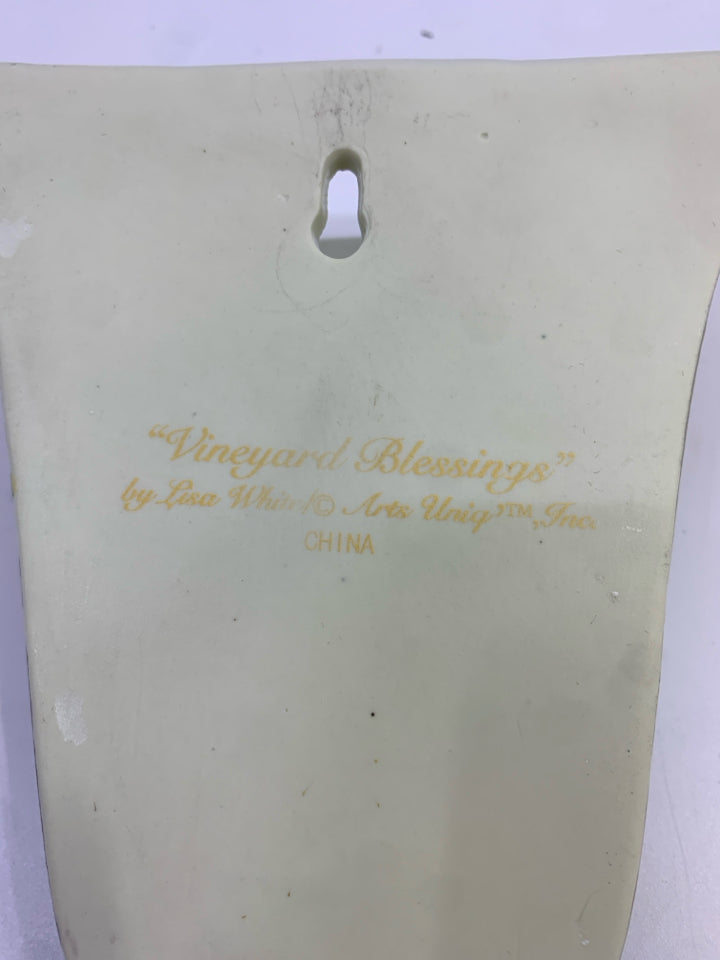 “Vineyard Blessings”
by Lisa White/© Arts Uniq’™, Inc.
CHINA